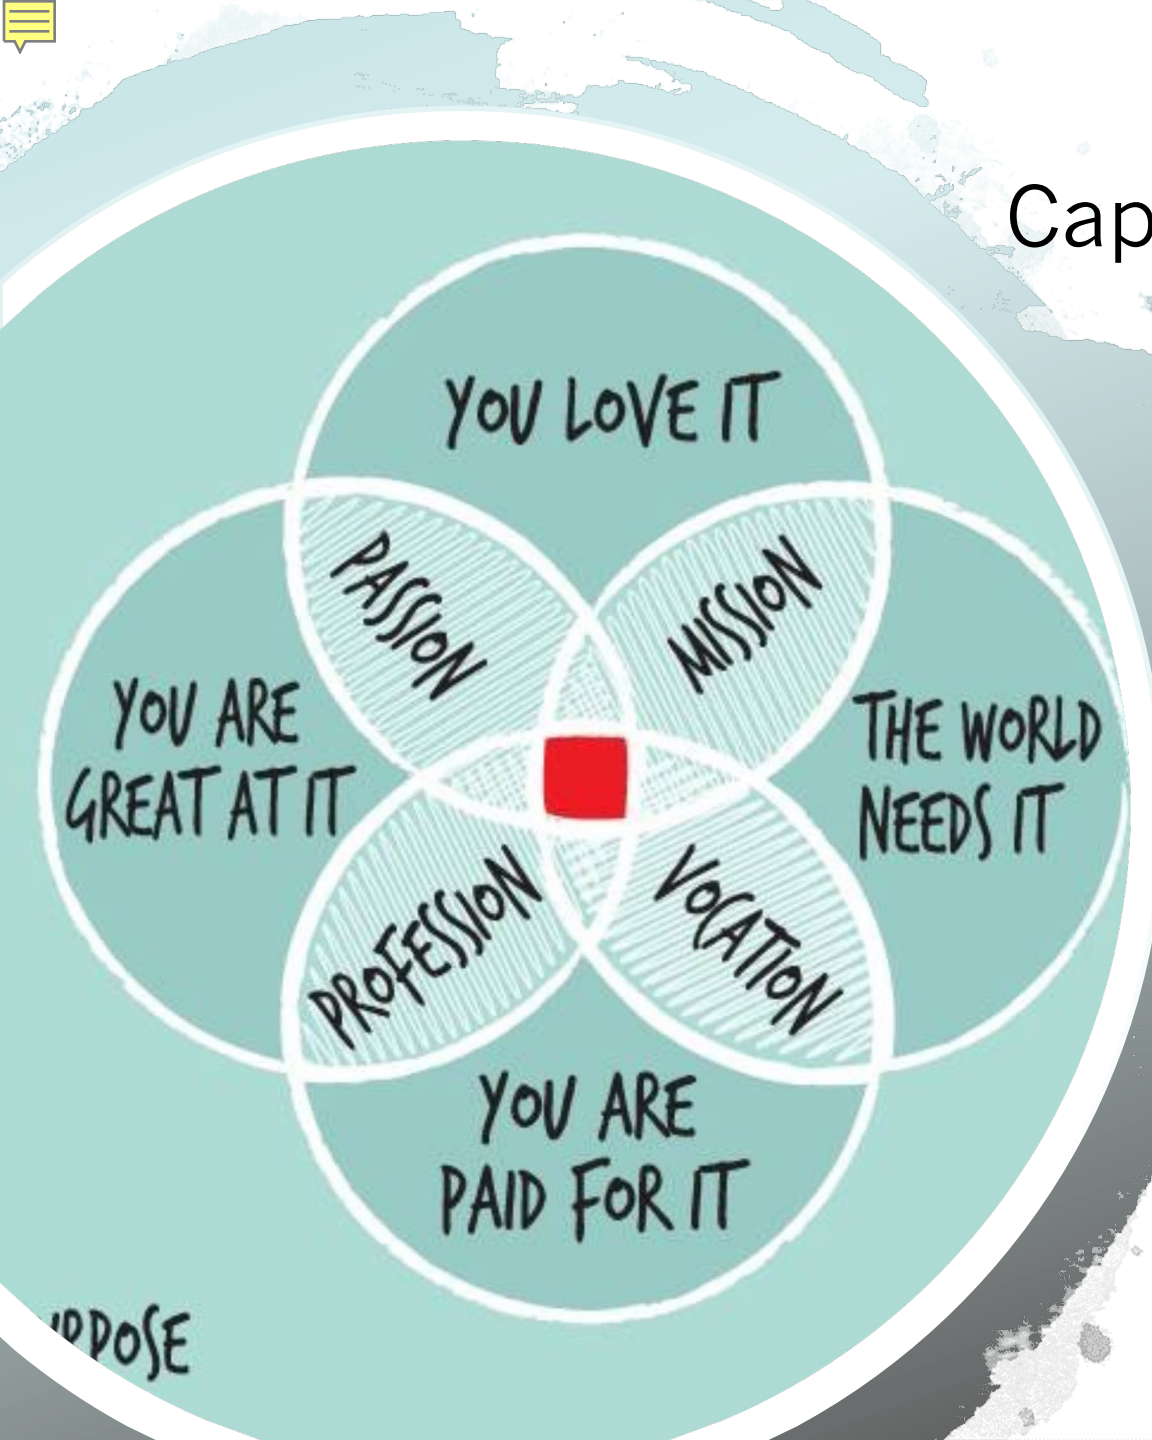 Cap
YOU LOVE IT
PASSION
MISSION
YOU ARE
GREAT AT IT
THE WORLD
NEEDS IT
PROFESSION
VOCATION
YOU ARE
PAID FOR IT
URPOSE